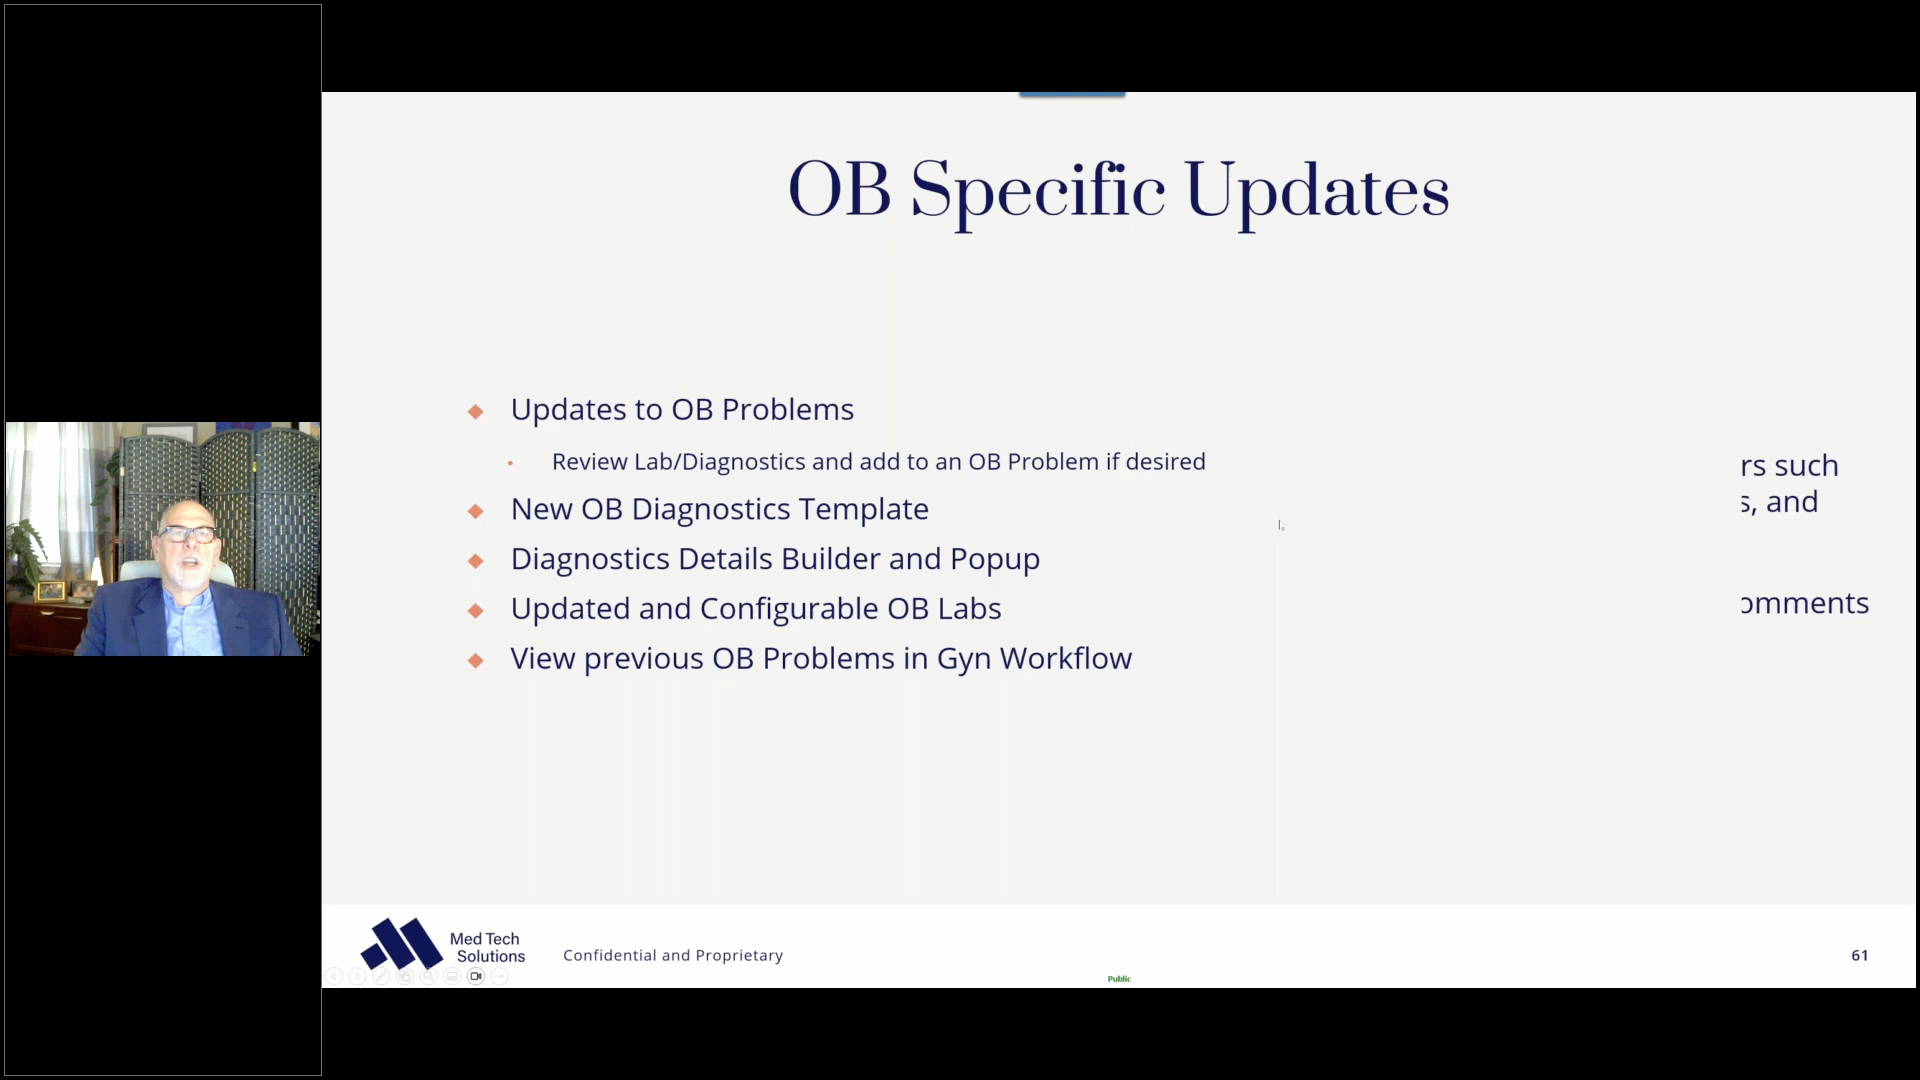 OB Specific Updates
Updates to OB Problems
Review Lab/Diagnostics and add to an OB Problem if desired
New OB Diagnostics Template
Diagnostics Details Builder and Popup
Updated and Configurable OB Labs
View previous OB Problems in Gyn Workflow
such
and
Med Tech
Solutions
Confidential and Proprietary
61
Public